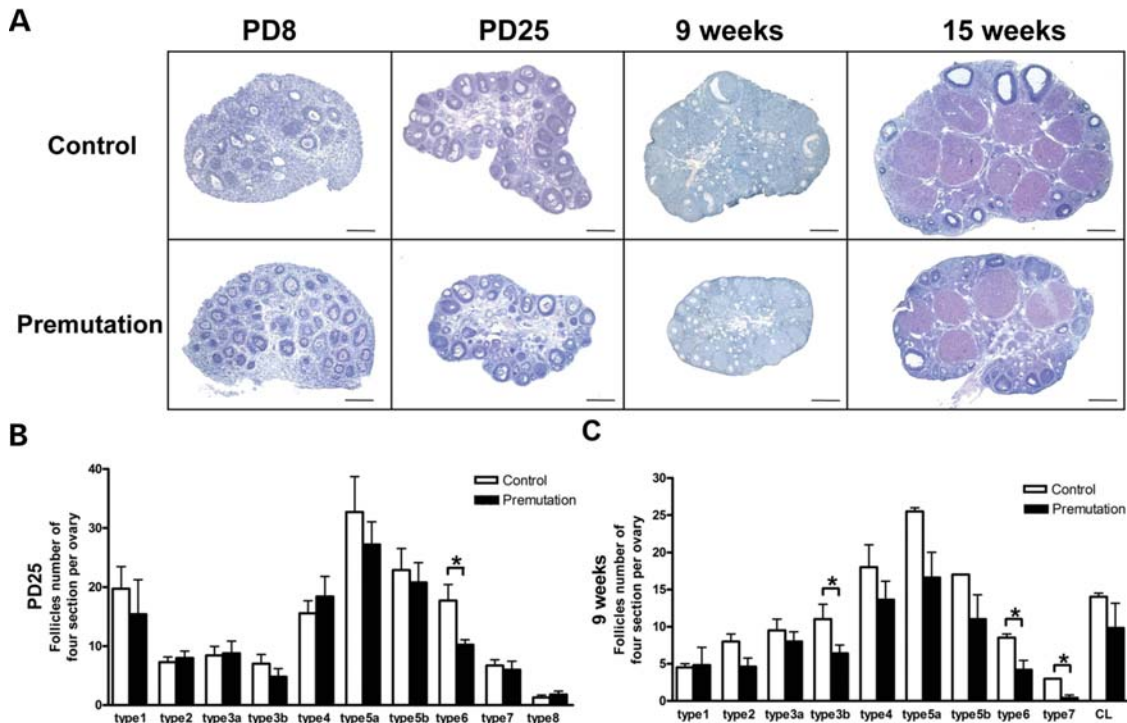 A
PD8 PD25 9 weeks 15 weeks
Control
Premutation
B
PD25
Follicles number of
four section per ovary
40
30
20
10
0
Control
Premutation
*
type1 type2 type3a type3b type4 type5a type5b type6 type7 type8
C
9 weeks
Follicles number of
four section per ovary
30
25
20
15
10
5
0
Control
Premutation
*
*
*
type1 type2 type3a type3b type4 type5a type5b type6 type7 CL